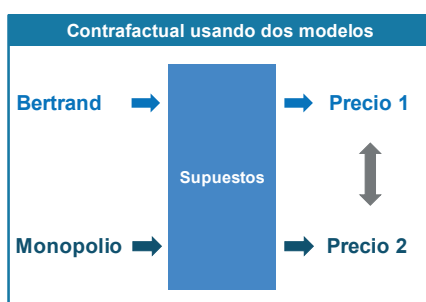 Contrafactual usando dos modelos
Bertrand
Precio 1
Supuestos
Monopolio
Precio 2